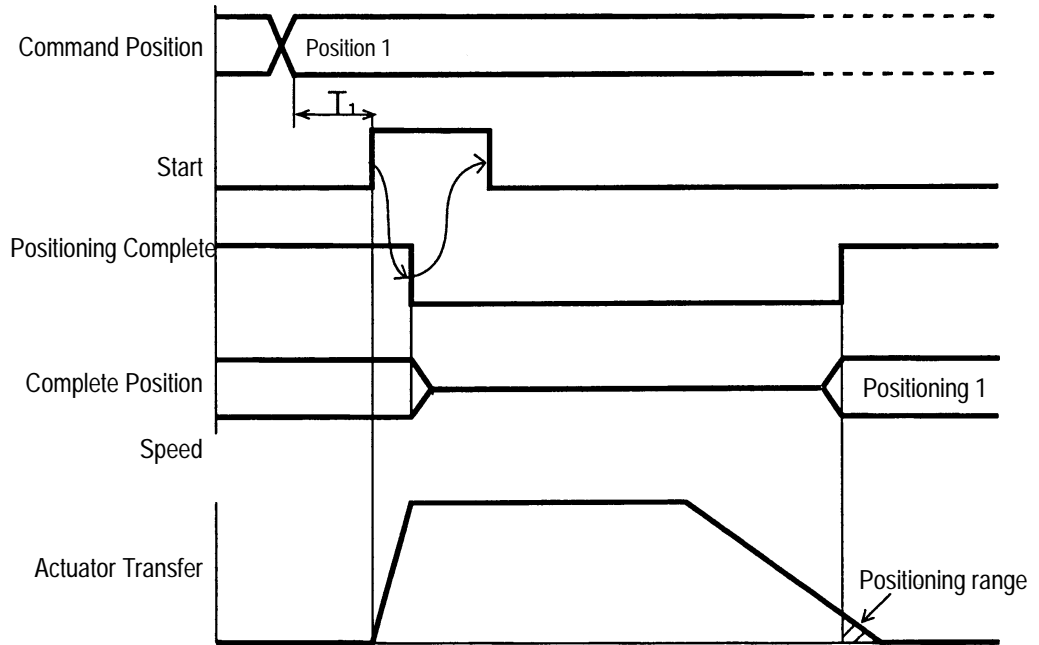 Command Position
Position 1
T1
Start
Positioning Complete
Complete Position
Positioning 1
Speed
Actuator Transfer
Positioning range